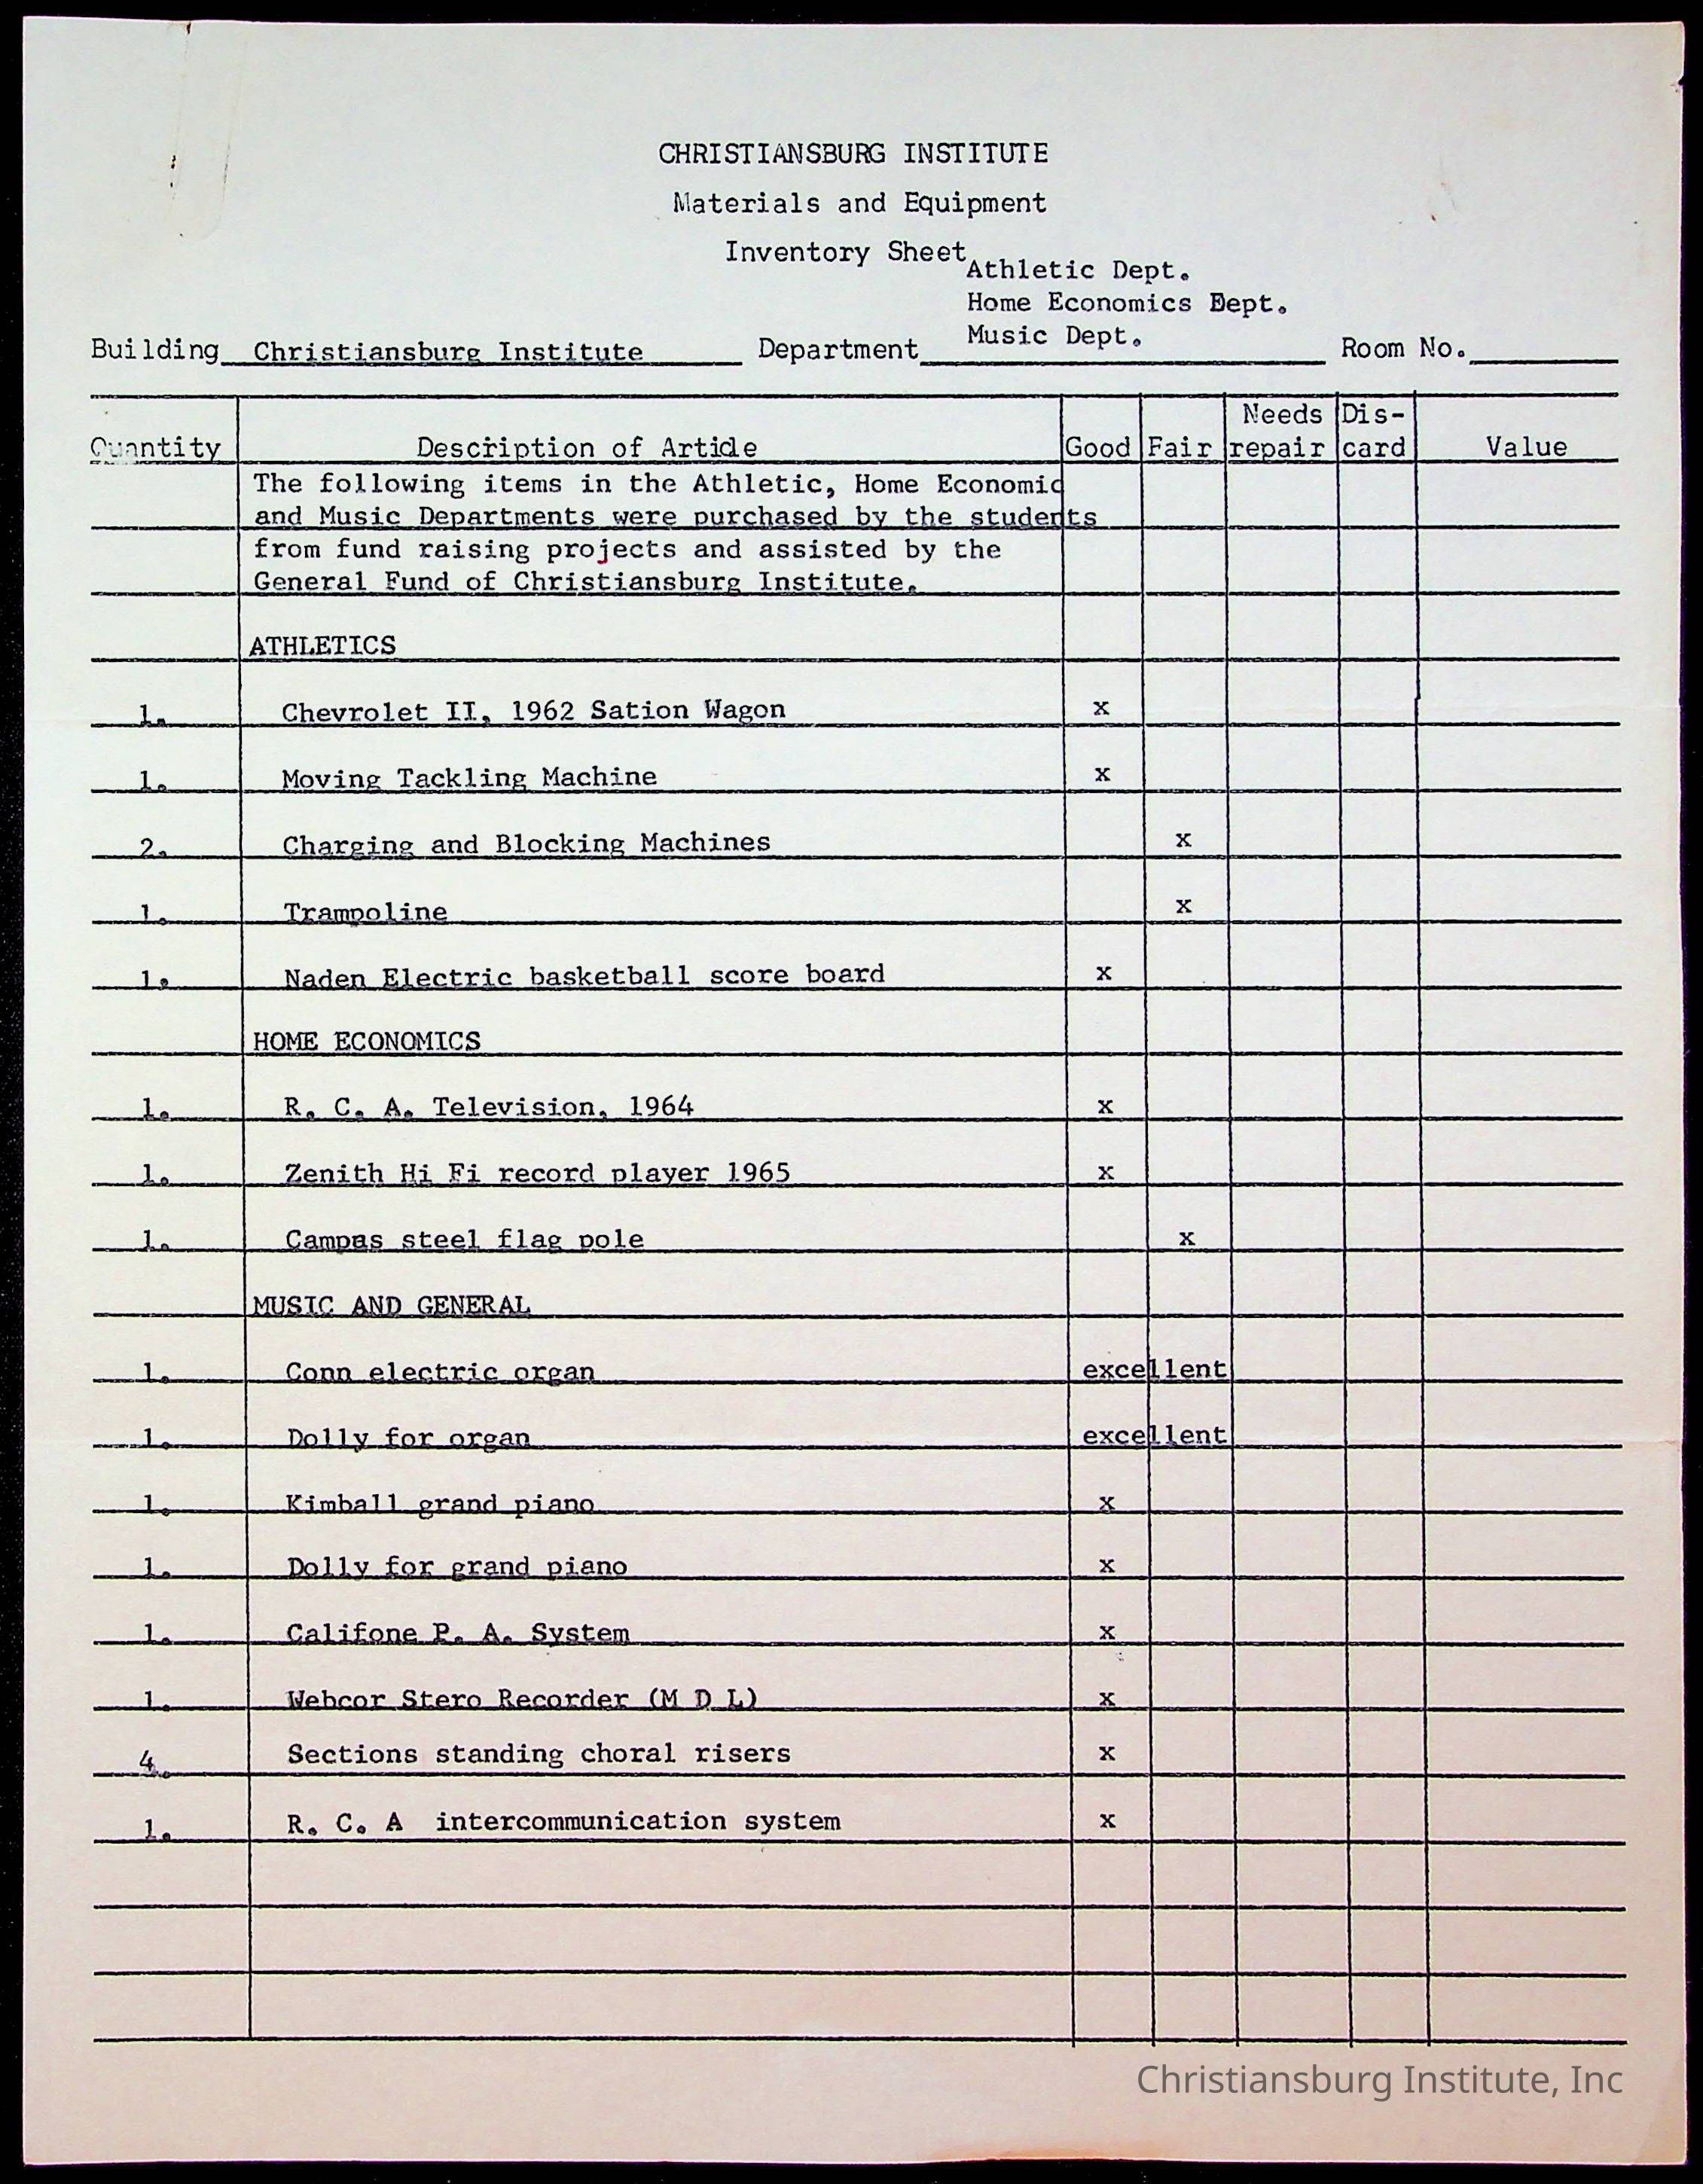 CHRISTIANSBURG INSTITUTE
Materials and Equipment
Inventory Sheet
Athletic Dept.
Home Economics Dept.
Music Dept.
Building Christiansburg Institute Department Room No.
Quantity Description of Article Good Fair Needs repair Dis-card Value
The following items in the Athletic, Home Economic
and Music Departments were purchased by the students
from fund raising projects and assisted by the
General Fund of Christiansburg Institute.
ATHLETICS
1. Chevrolet II, 1962 Sation Wagon x
1. Moving Tackling Machine x
2. Charging and Blocking Machines x
1. Trampoline x
1. Naden Electric basketball score board x
HOME ECONOMICS
1. R. C. A. Television, 1964 x
1. Zenith Hi Fi record player 1965 x
1. Campus steel flag pole x
MUSIC AND GENERAL
1. Conn electric organ excellent
1. Dolly for organ excellent
1. Kimball grand piano x
1. Dolly for grand piano x
1. Califone P. A. System x
1. Webcor Stero Recorder (M D L) x
4. Sections standing choral risers x
1. R. C. A intercommunication system x
Christiansburg Institute, Inc